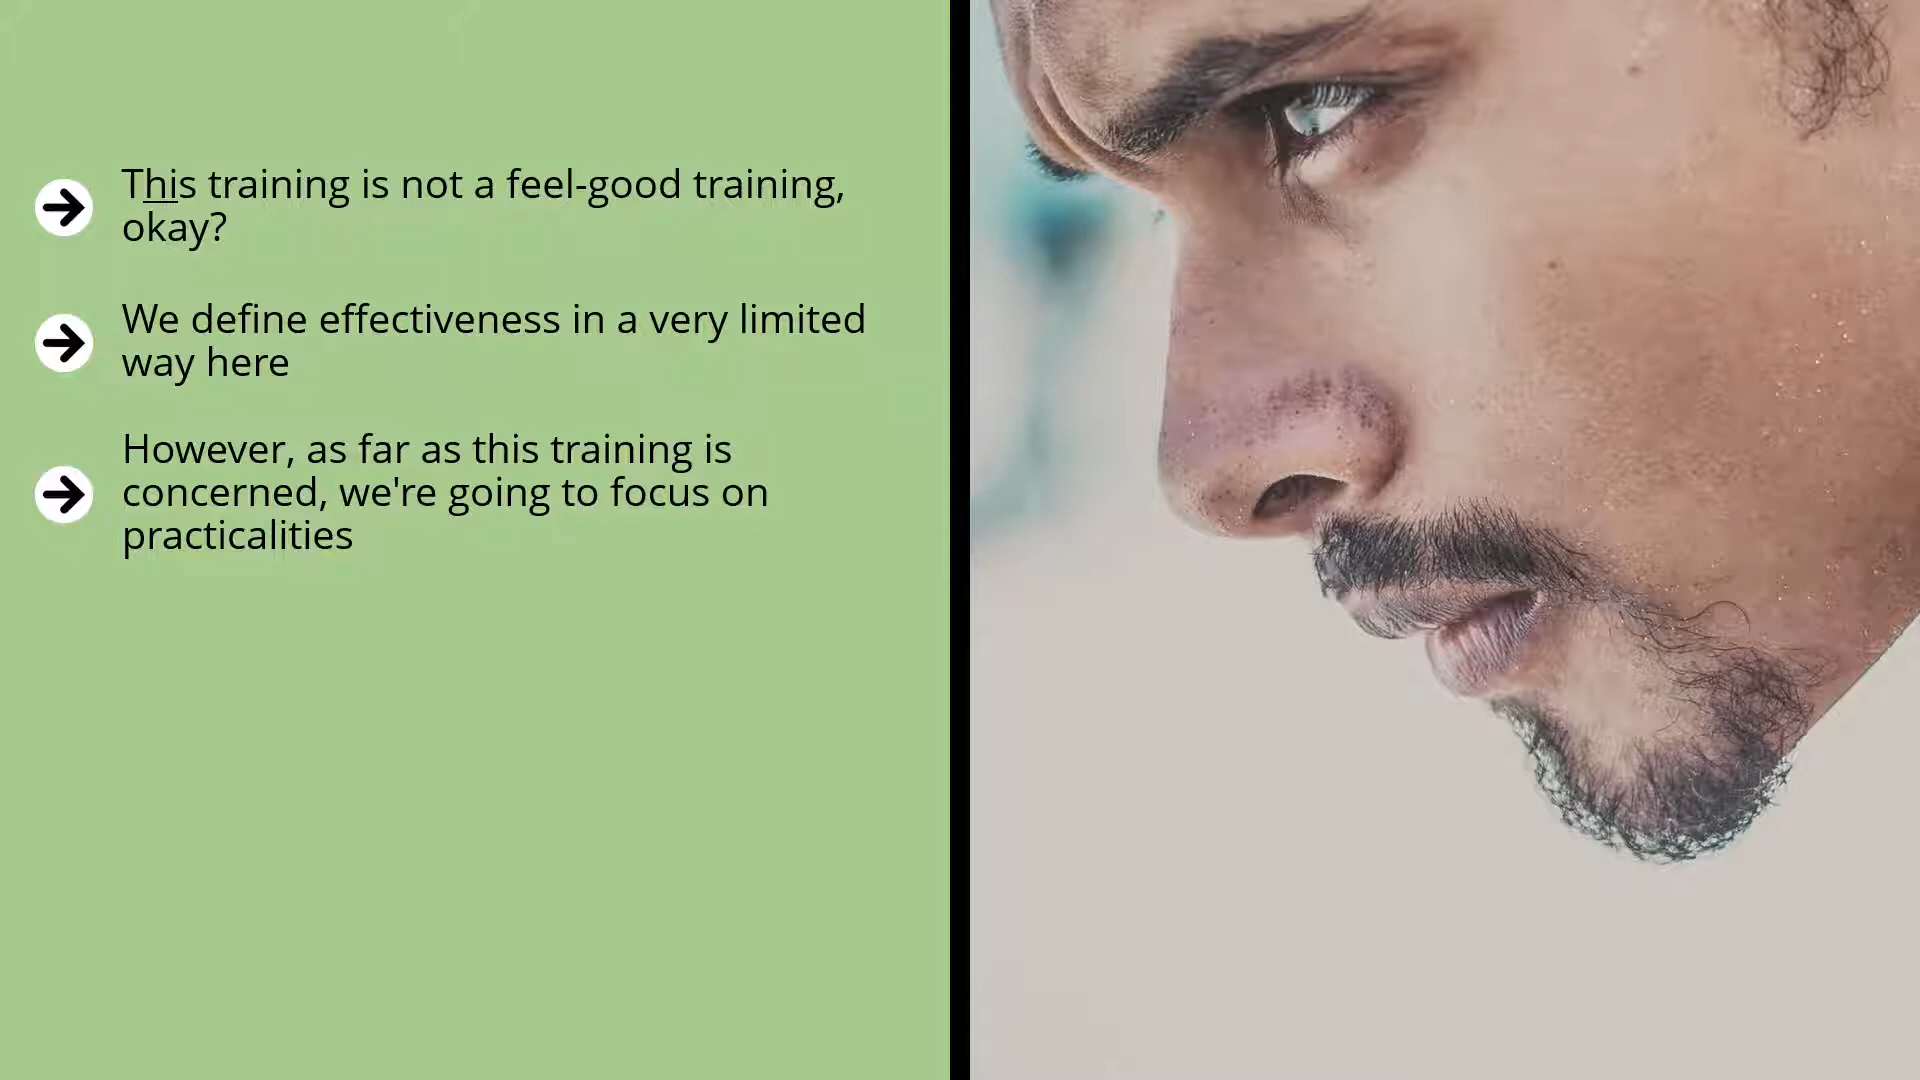 This training is not a feel-good training,
okay?
We define effectiveness in a very limited
way here
However, as far as this training is
concerned, we're going to focus on
practicalities